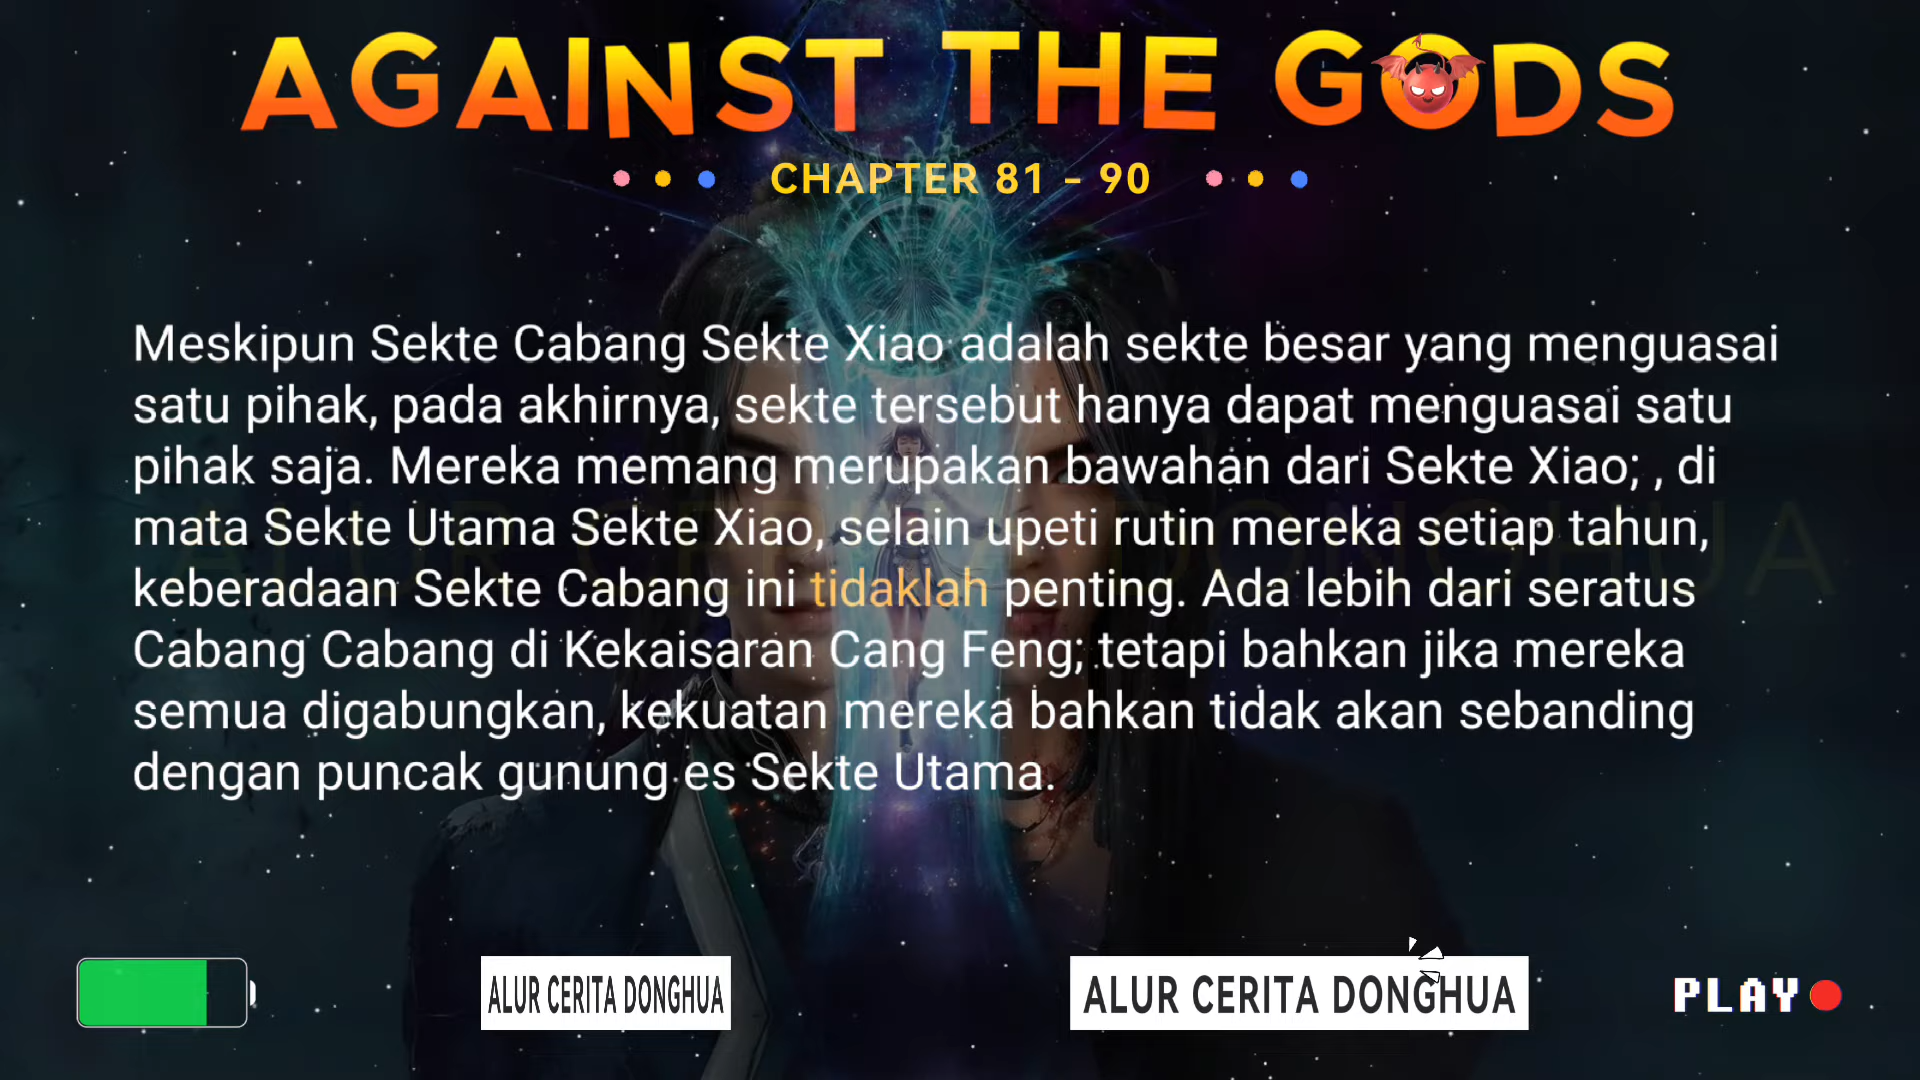 AGAINST THE GODS
CHAPTER 81 - 90
Meskipun Sekte Cabang Sekte Xiao adalah sekte besar yang menguasai
satu pihak, pada akhirnya, sekte tersebut hanya dapat menguasai satu
pihak saja. Mereka memang merupakan bawahan dari Sekte Xiao; , di
mata Sekte Utama Sekte Xiao, selain upeti rutin mereka setiap tahun,
keberadaan Sekte Cabang ini tidaklah penting. Ada lebih dari seratus
Cabang Cabang di Kekaisaran Cang Feng; tetapi bahkan jika mereka
semua digabungkan, kekuatan mereka bahkan tidak akan sebanding
dengan puncak gunung es Sekte Utama.
ALUR CERITA DONGHUA
ALUR CERITA DONGHUA
ALUR CERITA DONGHUA
PLAY